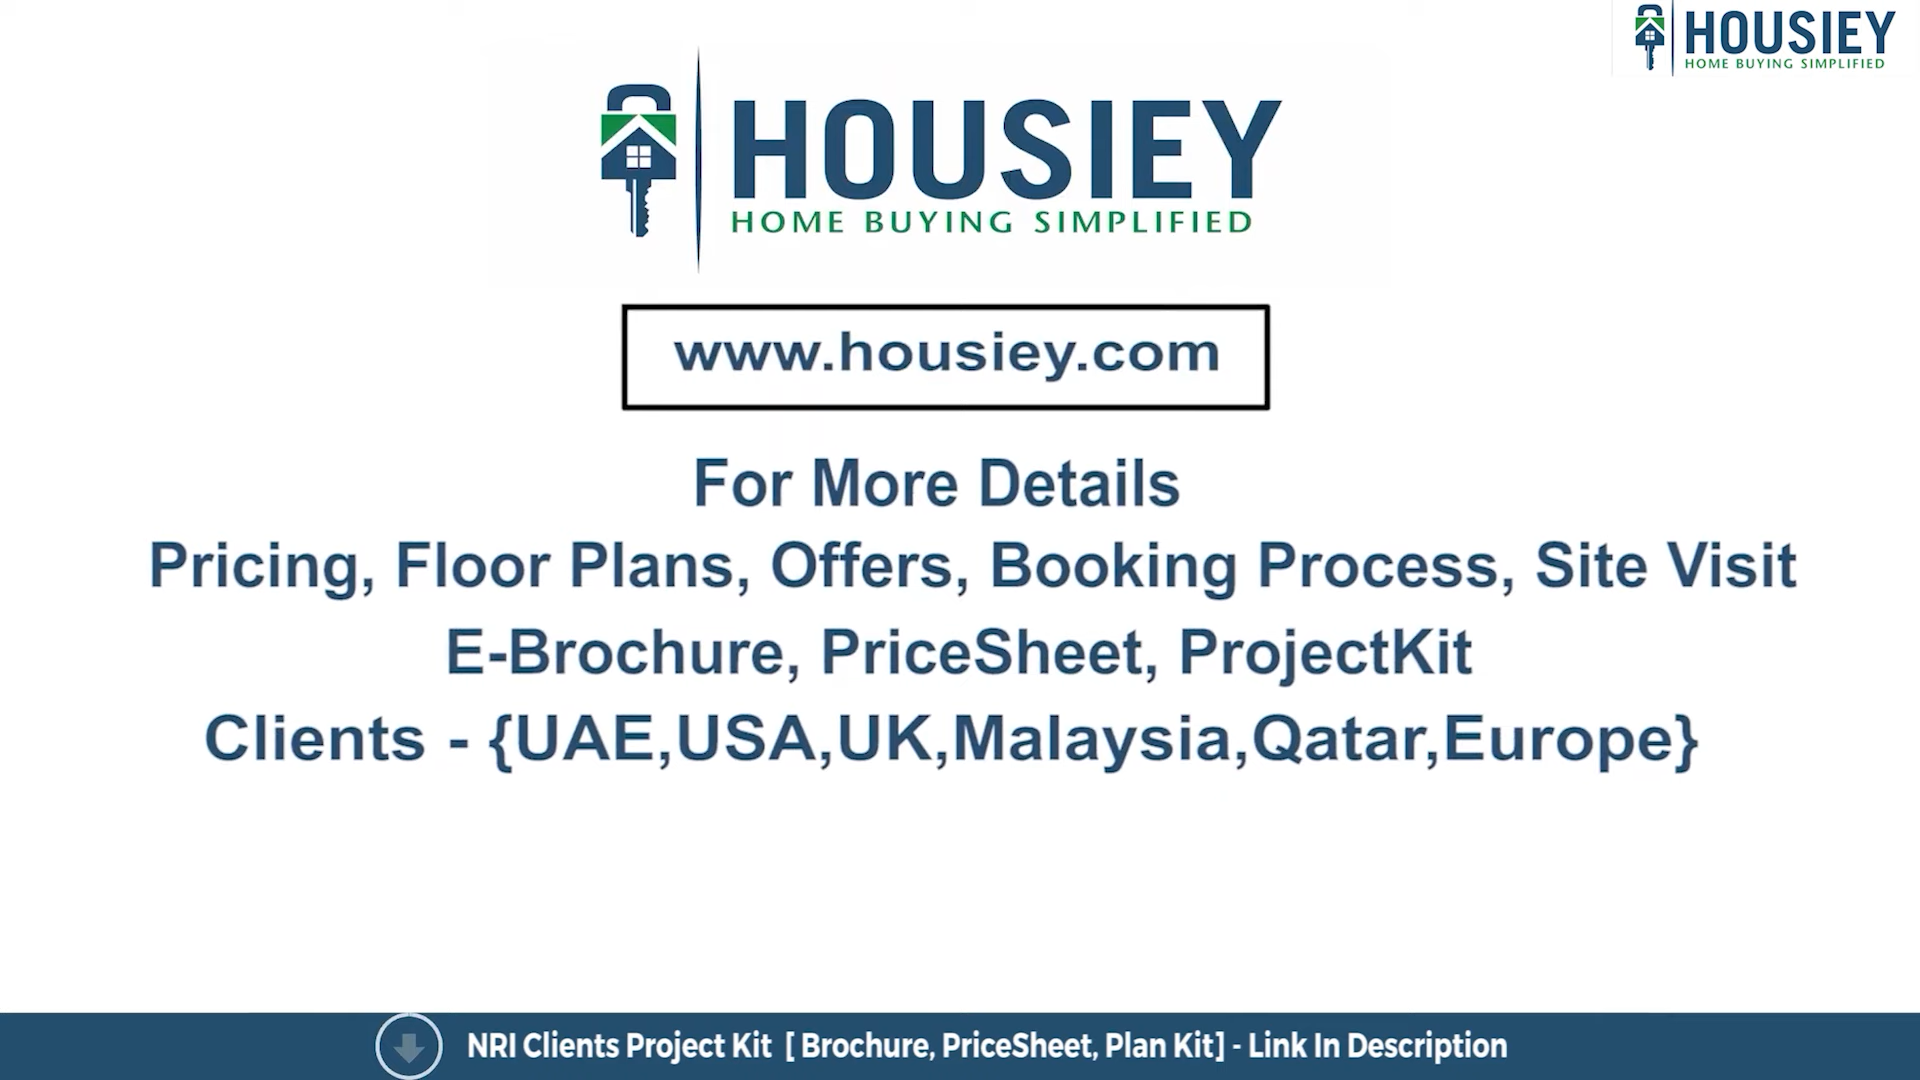 HOUSIEY
HOME BUYING SIMPLIFIED
HOUSIEY
HOME BUYING SIMPLIFIED
www.housiey.com
For More Details
Pricing, Floor Plans, Offers, Booking Process, Site Visit
E-Brochure, PriceSheet, ProjectKit
Clients - {UAE,USA,UK,Malaysia,Qatar,Europe}
NRI Clients Project Kit [ Brochure, PriceSheet, Plan Kit] - Link In Description